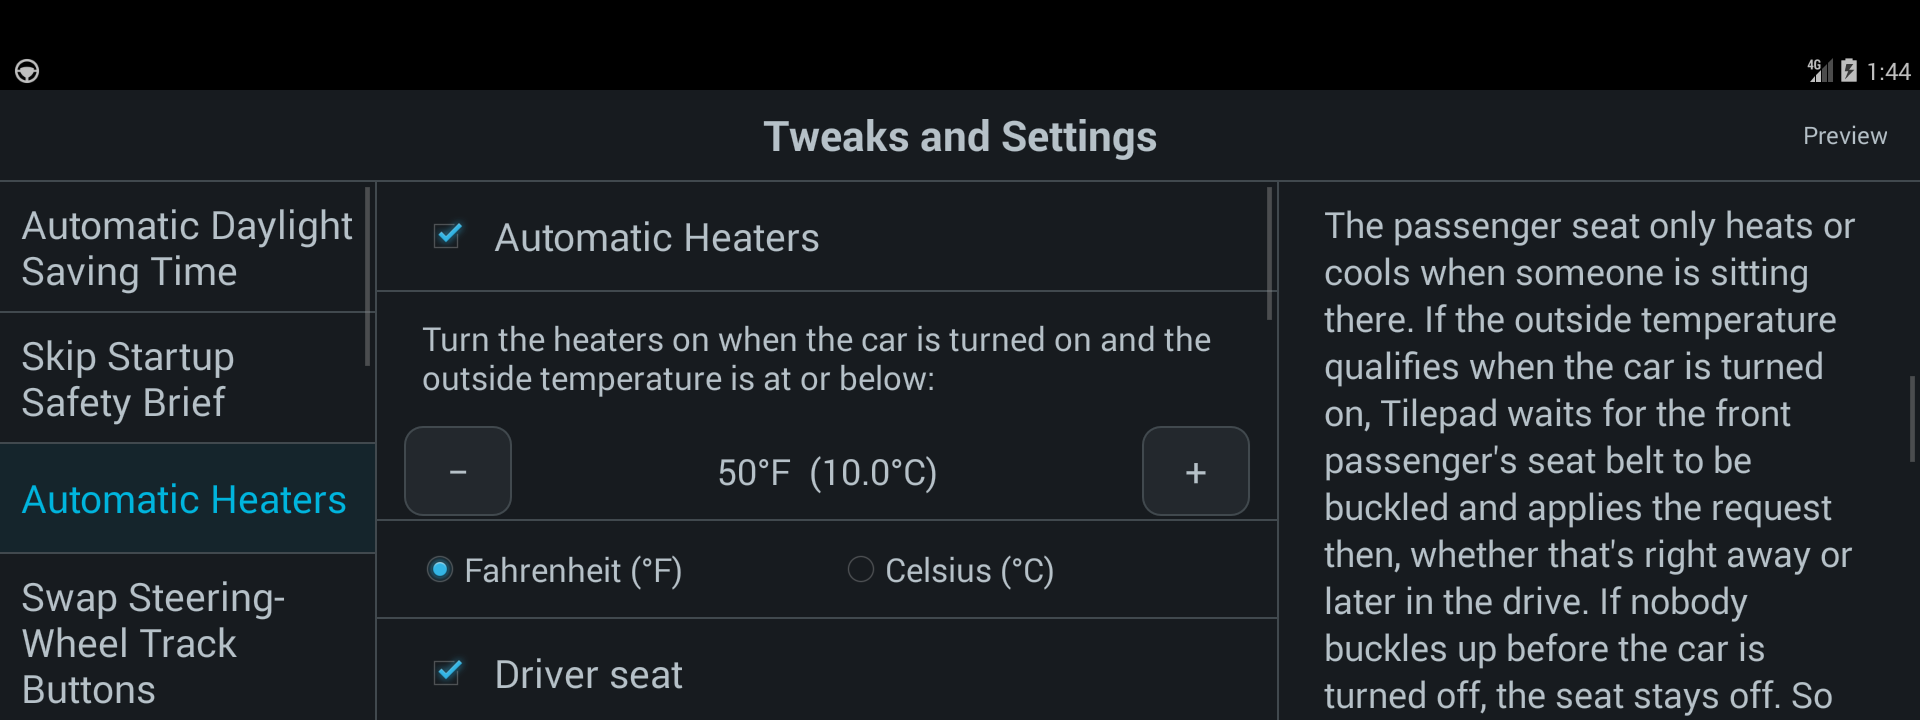 4G
1:44
Tweaks and Settings
Preview
Automatic Daylight
Saving Time
Skip Startup
Safety Brief
Automatic Heaters
Swap Steering-
Wheel Track
Buttons
Automatic Heaters
Turn the heaters on when the car is turned on and the
outside temperature is at or below:
−
50°F (10.0°C)
+
Fahrenheit (°F)
Celsius (°C)
Driver seat
The passenger seat only heats or
cools when someone is sitting
there. If the outside temperature
qualifies when the car is turned
on, Tilepad waits for the front
passenger's seat belt to be
buckled and applies the request
then, whether that's right away or
later in the drive. If nobody
buckles up before the car is
turned off, the seat stays off. So